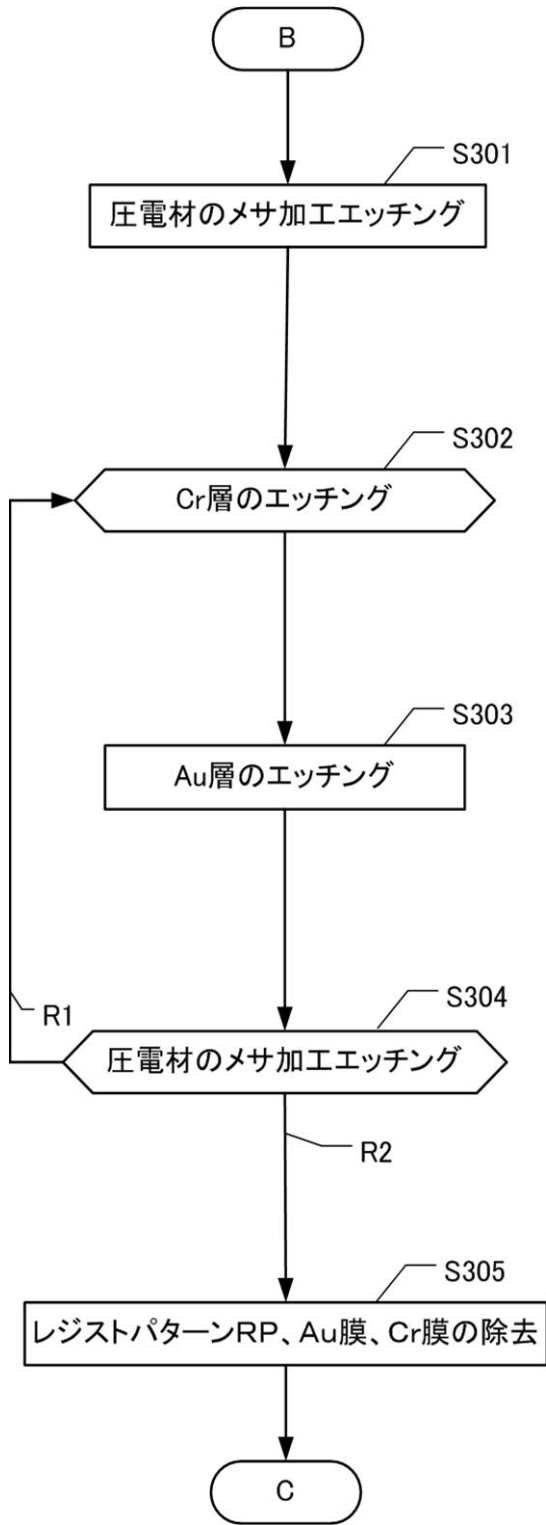 B
S301
圧電材のメサ加工エッチング
S302
Cr層のエッチング
S303
Au層のエッチング
S304
R1
圧電材のメサ加工エッチング
R2
S305
レジストパターンRP、Au膜、Cr膜の除去
C